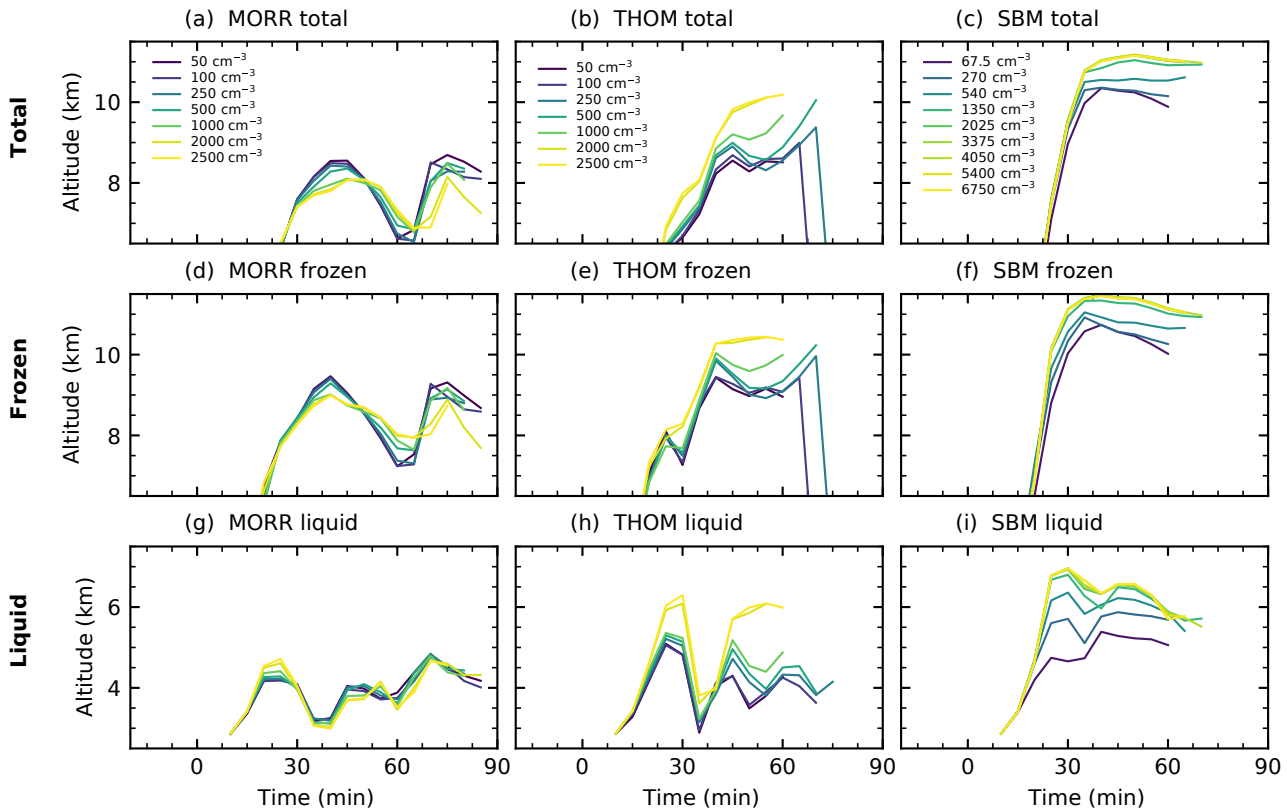 (a) MORR total
(b) THOM total
(c) SBM total
Total
Altitude (km)
10
8
50 cm⁻³
100 cm⁻³
250 cm⁻³
500 cm⁻³
1000 cm⁻³
2000 cm⁻³
2500 cm⁻³
50 cm⁻³
100 cm⁻³
250 cm⁻³
500 cm⁻³
1000 cm⁻³
2000 cm⁻³
2500 cm⁻³
67.5 cm⁻³
270 cm⁻³
540 cm⁻³
1350 cm⁻³
2025 cm⁻³
3375 cm⁻³
4050 cm⁻³
5400 cm⁻³
6750 cm⁻³
(d) MORR frozen
(e) THOM frozen
(f) SBM frozen
Frozen
Altitude (km)
10
8
(g) MORR liquid
(h) THOM liquid
(i) SBM liquid
Liquid
Altitude (km)
6
4
0 30 60 90
0 30 60 90
0 30 60 90
Time (min)
Time (min)
Time (min)